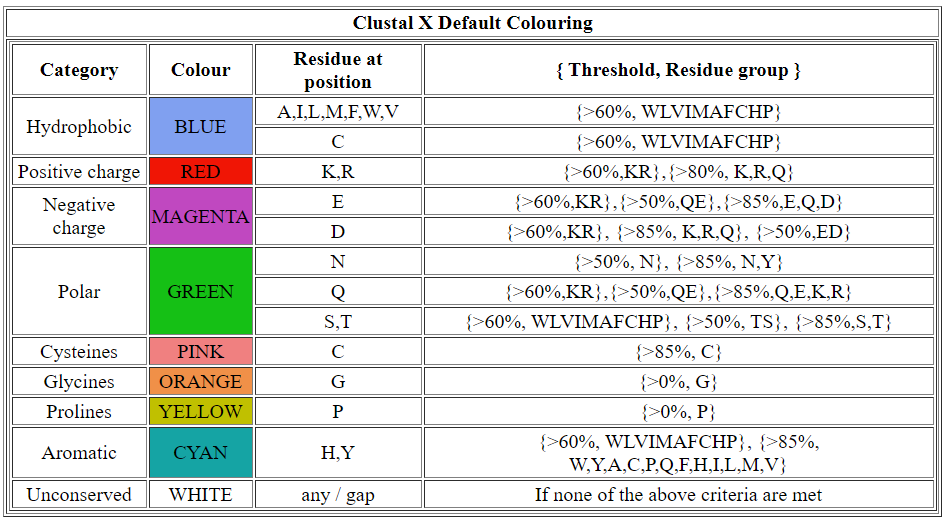 Clustal X Default Colouring
Category Colour Residue at position { Threshold, Residue group }
Hydrophobic BLUE A,I,L,M,F,W,V {>60%, WLVIMAFCHP}
C {>60%, WLVIMAFCHP}
Positive charge RED K,R {>60%,KR},{>80%, K,R,Q}
Negative charge MAGENTA E {>60%,KR},{>50%,QE},{>85%,E,Q,D}
D {>60%,KR}, {>85%, K,R,Q}, {>50%,ED}
Polar GREEN N {>50%, N}, {>85%, N,Y}
Q {>60%,KR},{>50%,QE},{>85%,Q,E,K,R}
S,T {>60%, WLVIMAFCHP}, {>50%, TS}, {>85%,S,T}
Cysteines PINK C {>85%, C}
Glycines ORANGE G {>0%, G}
Prolines YELLOW P {>0%, P}
Aromatic CYAN H,Y {>60%, WLVIMAFCHP}, {>85%,
W,Y,A,C,P,Q,F,H,I,L,M,V}
Unconserved WHITE any / gap If none of the above criteria are met